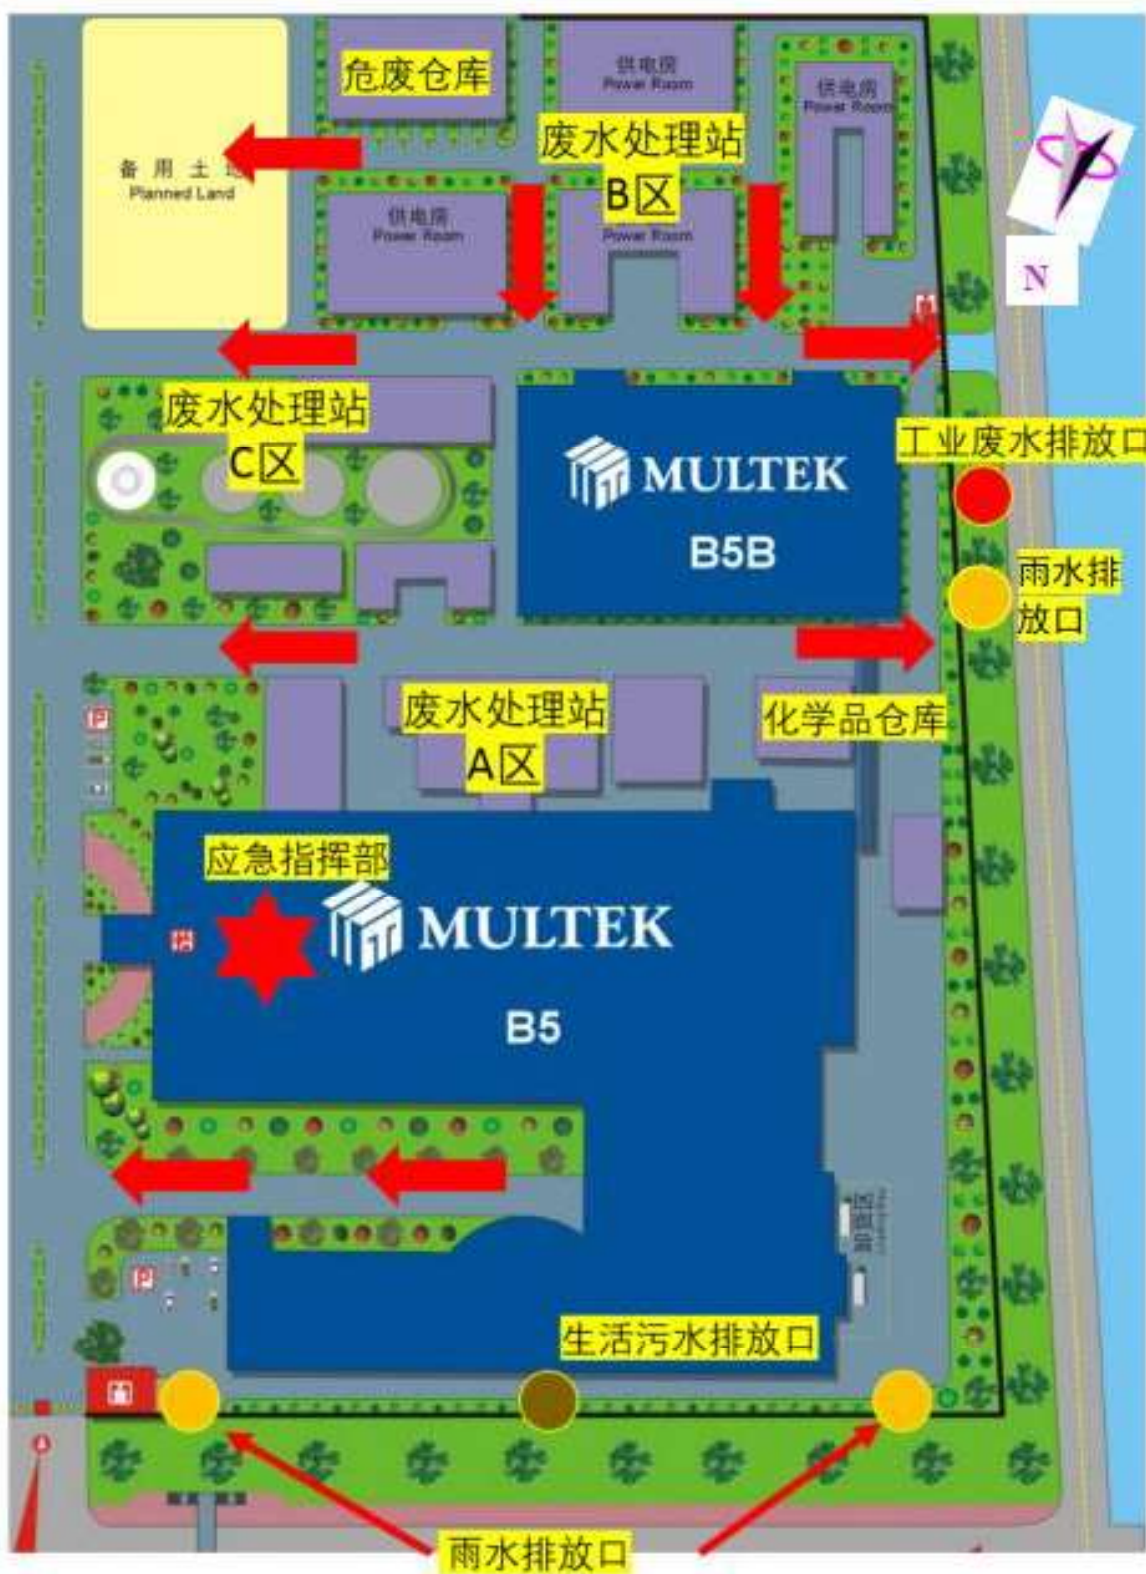 危废仓库
供电房
Power Room
供电房
Power Room
备用土地
Planned Land
废水处理站
B区
供电房
Power Room
Power Room
N
废水处理站
C区
MULTEK
B5B
工业废水排放口
雨水排
放口
废水处理站
A区
化学品仓库
P
应急指挥部
MULTEK
B5
P
生活污水排放口
雨水排放口